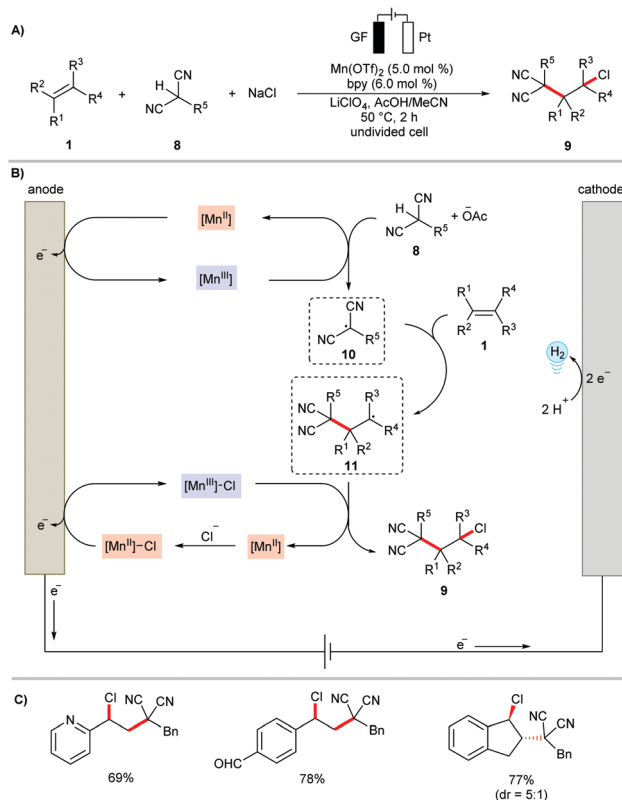 A)
GF
Pt
R³
R²
R⁴
R¹
1
+
CN
H
CN
R⁵
8
+ NaCl
Mn(OTf)₂ (5.0 mol %)
bpy (6.0 mol %)
LiClO₄, AcOH/MeCN
50 °C, 2 h
undivided cell
R⁵
R³
NC
Cl
NC
R⁴
R¹ R²
9
B)
anode
cathode
[Mnᴵᴵ]
e⁻
[Mnᴵᴵᴵ]
NC
H
NC
R⁵
+ ⁻OAc
8
CN
NC
R⁵
10
R¹
R⁴
R²
R³
1
H₂
2 e⁻
2 H⁺
R⁵
R³
NC
NC
R⁴
R¹ R²
11
[Mnᴵᴵᴵ]-Cl
e⁻
[Mnᴵᴵ]–Cl
Cl⁻
[Mnᴵᴵ]
R⁵
R³
NC
Cl
NC
R⁴
R¹ R²
9
e⁻
e⁻
C)
Cl
NC CN
N
Bn
69%
Cl
NC CN
Bn
OHC
78%
Cl
NC
CN
Bn
77%
(dr = 5:1)